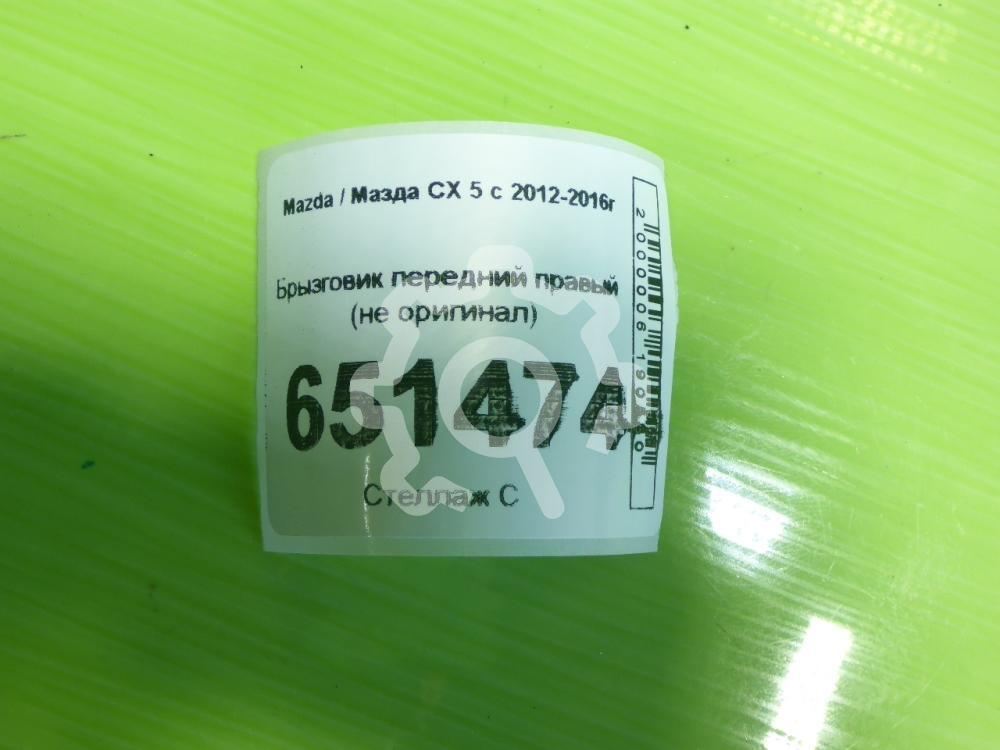 Mazda / Мазда CX 5 с 2012-2016г
Брызговик передний правый
(не оригинал)
651474
Стеллаж С